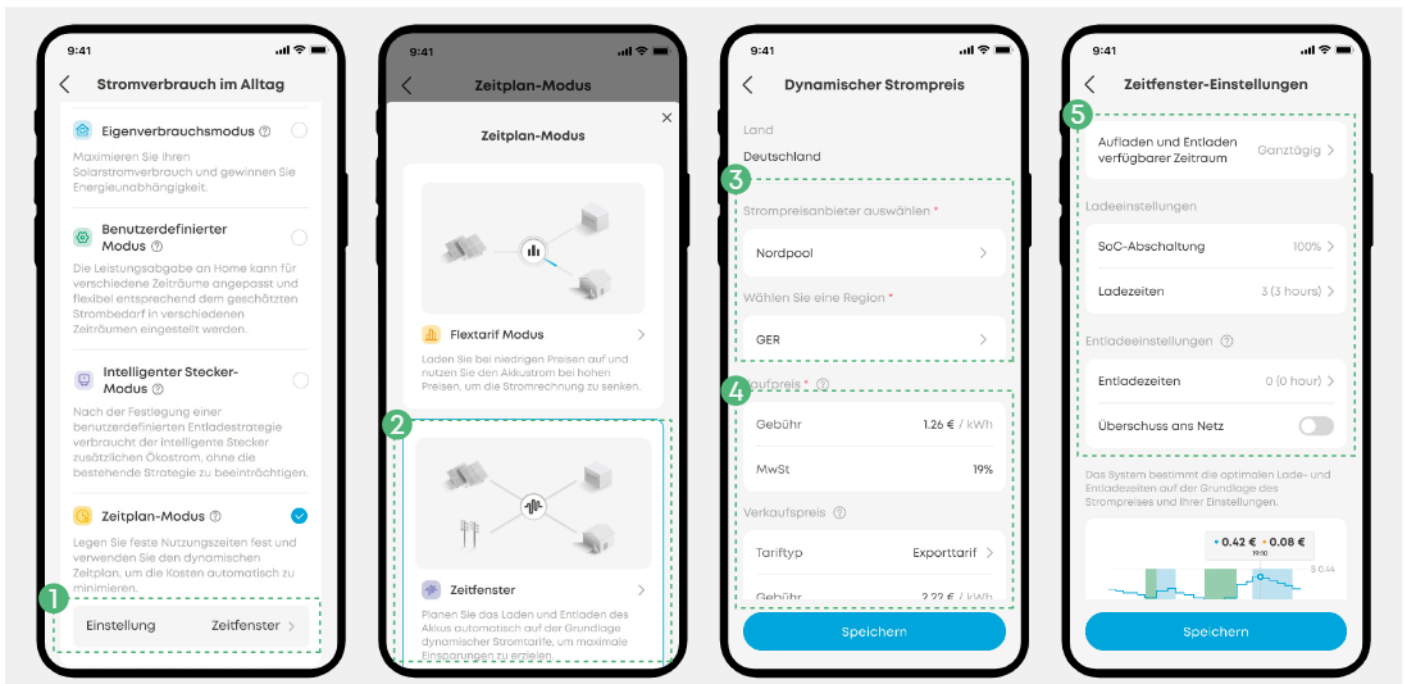 9:41
Stromverbrauch im Alltag
Eigenverbrauchsmodus
Maximieren Sie Ihren
Solarstromverbrauch und gewinnen Sie
Energieunabhängigkeit.
Benutzerdefinierter
Modus
Die Leistungsabgabe an Home kann für
verschiedene Zeiträume angepasst und
flexibel entsprechend dem geschätzten
Strombedarf in verschiedenen
Zeiträumen eingestellt werden.
Intelligenter Stecker-
Modus
Nach der Festlegung einer
benutzerdefinierten Entladestrategie
verbraucht der intelligente Stecker
zusätzlichen Ökostrom, ohne die
bestehende Strategie zu beeinträchtigen.
Zeitplan-Modus
Legen Sie feste Nutzungszeiten fest und
verwenden Sie den dynamischen
Zeitplan, um die Kosten automatisch zu
minimieren.
1
Einstellung Zeitfenster
9:41
Zeitplan-Modus
Zeitplan-Modus
Flextarif Modus
Laden Sie bei niedrigen Preisen auf und
nutzen Sie den Akkustrom bei hohen
Preisen, um die Stromrechnung zu senken.
2
Zeitfenster
Planen Sie das Laden und Entladen des
Akkus automatisch auf der Grundlage
dynamischer Stromtarife, um maximale
Einsparungen zu erzielen.
9:41
Dynamischer Strompreis
Land
Deutschland
3
Strompreisanbieter auswählen *
Nordpool
Wählen Sie eine Region *
GER
Kaufpreis *
4
Gebühr 1.26 € / kWh
MwSt 19%
Verkaufspreis
Tariftyp Exporttarif
Gebühr 2.22 € / kWh
Speichern
9:41
Zeitfenster-Einstellungen
5
Aufladen und Entladen
verfügbarer Zeitraum Ganztägig
Ladeeinstellungen
SoC-Abschaltung 100%
Ladezeiten 3 (3 hours)
Entladeeinstellungen
Entladezeiten 0 (0 hour)
Überschuss ans Netz
Das System bestimmt die optimalen Lade- und
Entladezeiten auf der Grundlage des
Strompreises und Ihrer Einstellungen.
0.42 € 0.08 €
19:00
$ 0.44
Speichern